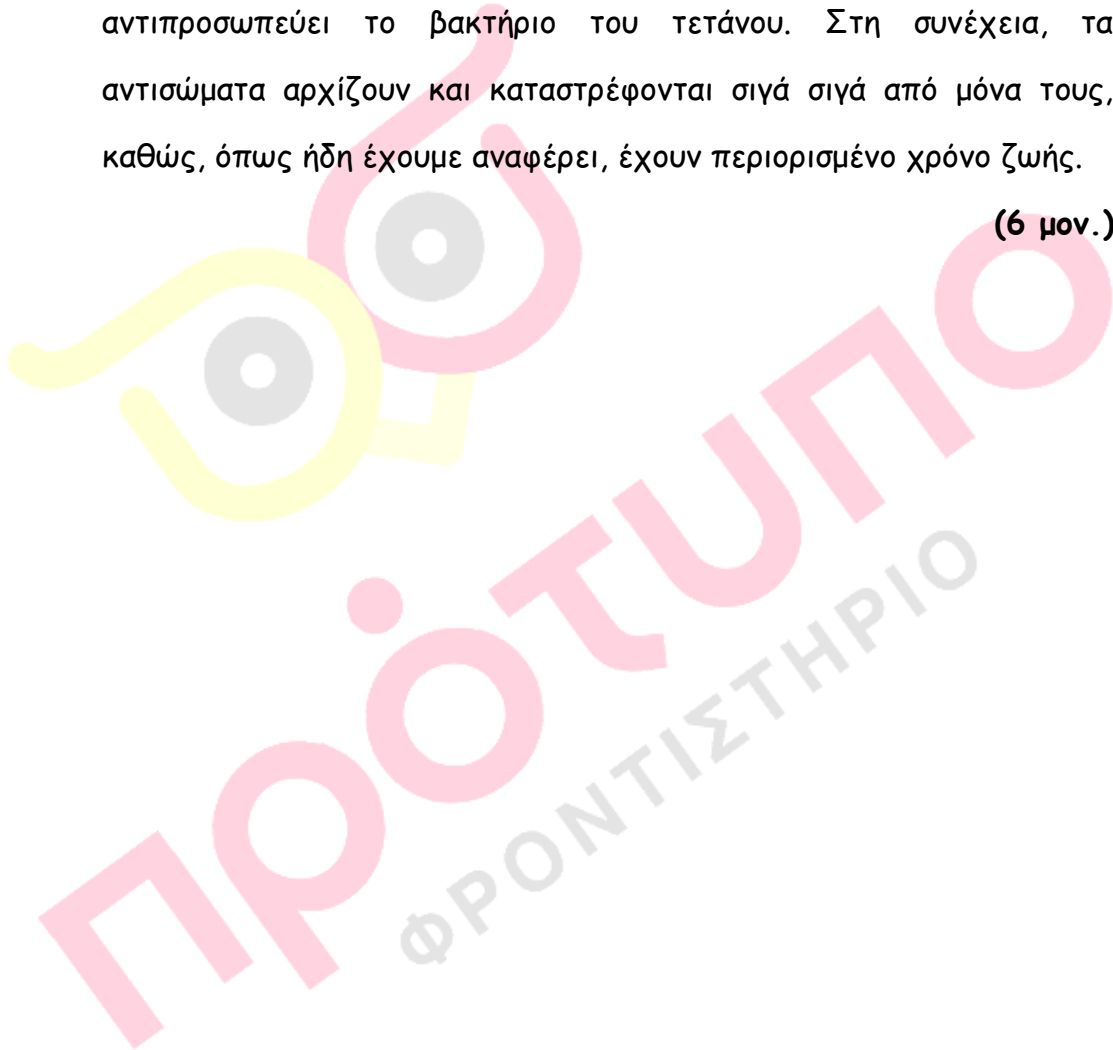 αντιπροσωπεύει το βακτήριο του τετάνου. Στη συνέχεια, τα
αντισώματα αρχίζουν και καταστρέφονται σιγά σιγά από μόνα τους,
καθώς, όπως ήδη έχουμε αναφέρει, έχουν περιορισμένο χρόνο ζωής.
(6 μον.)
πρότυπο
ΦΡΟΝΤΙΣΤΗΡΙΟ